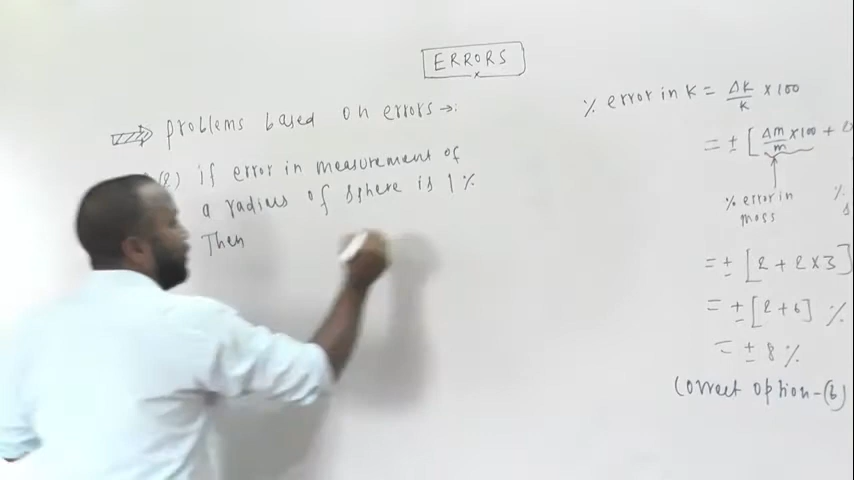 ERRORS
Problems based on errors →:
(2) if error in measurement of
a radius of sphere is 1 %
Then
% error in K = ΔK/K × 100
= ± [Δm/m × 100 +
% error in
mass
%
= ± [2 + 2 × 3]
= ± [2 + 6] %
= ± 8 %
Correct option-(b)